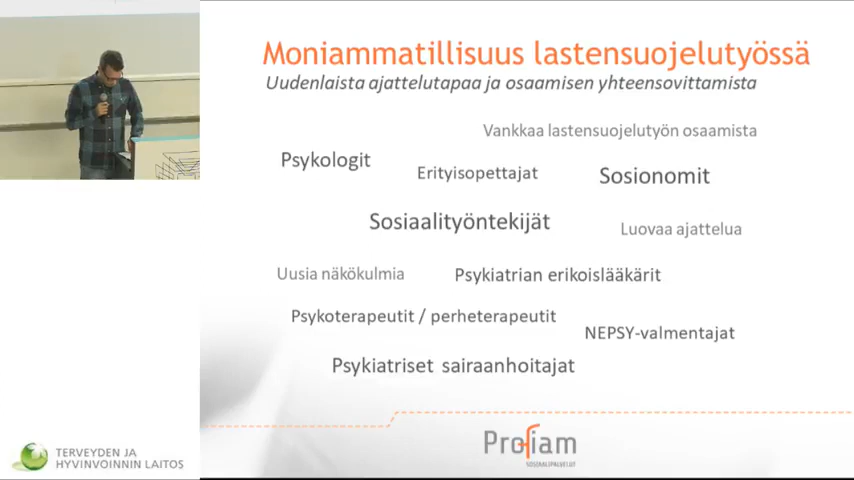 Moniammatillisuus lastensuojelutyössä
Uudenlaista ajattelutapaa ja osaamisen yhteensovittamista
Vankkaa lastensuojelutyön osaamista
Psykologit
Erityisopettajat
Sosionomit
Sosiaalityöntekijät
Luovaa ajattelua
Uusia näkökulmia
Psykiatrian erikoislääkärit
Psykoterapeutit / perheterapeutit
NEPSY-valmentajat
Psykiatriset sairaanhoitajat
Profiam
SOSIAALIPALVELUT
TERVEYDEN JA
HYVINVOINNIN LAITOS